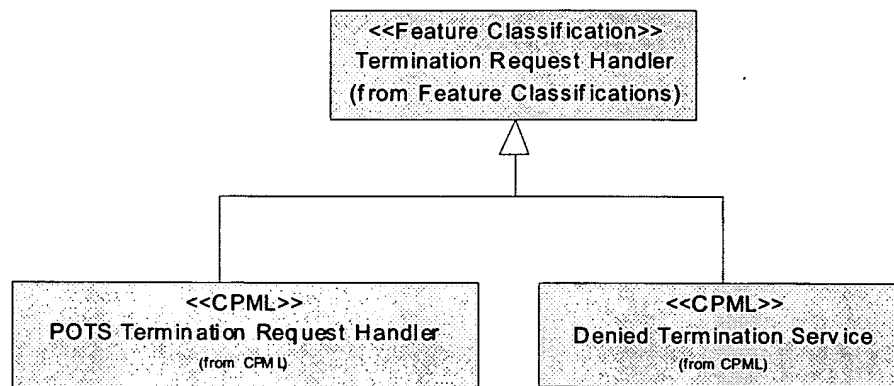 <<Feature Classification>>
Termination Request Handler
(from Feature Classifications)
<<CPML>>
POTS Termination Request Handler
(from CPML)
<<CPML>>
Denied Termination Service
(from CPML)